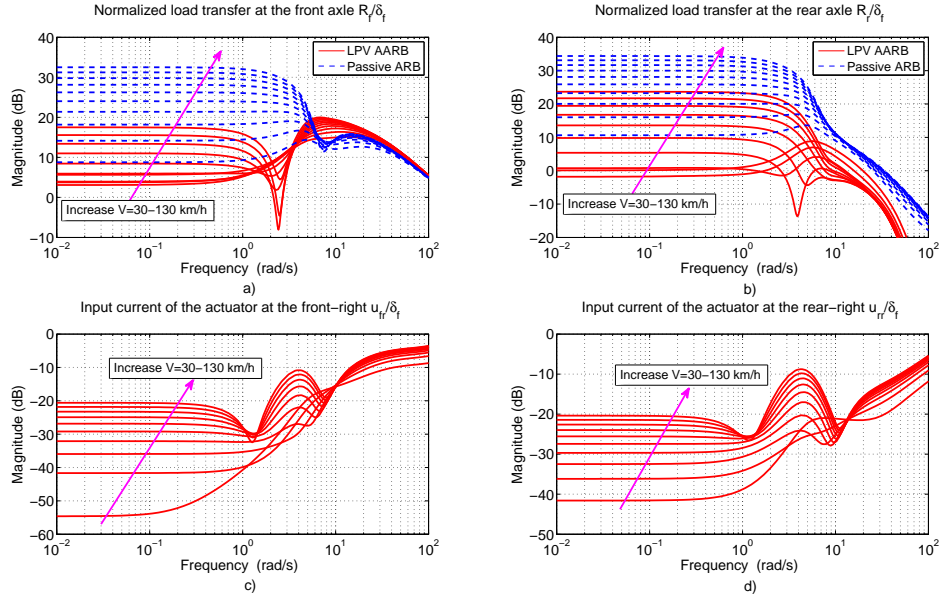 Normalized load transfer at the front axle R_f/δ_f
Magnitude (dB)
40
30
20
10
0
−10
LPV AARB
Passive ARB
Increase V=30−130 km/h
10^−2
10^−1
10^0
10^1
10^2
Frequency (rad/s)
a)
Normalized load transfer at the rear axle R_r/δ_f
Magnitude (dB)
40
30
20
10
0
−10
20
LPV AARB
Passive ARB
Increase V=30−130 km/h
10^−2
10^−1
10^0
10^1
10^2
Frequency (rad/s)
b)
Input current of the actuator at the front−right u_fr/δ_f
Magnitude (dB)
0
−10
−20
−30
−40
−50
−60
Increase V=30−130 km/h
10^−2
10^−1
10^0
10^1
10^2
Frequency (rad/s)
c)
Input current of the actuator at the rear−right u_rr/δ_f
Magnitude (dB)
0
−10
−20
−30
−40
−50
Increase V=30−130 km/h
10^−2
10^−1
10^0
10^1
10^2
Frequency (rad/s)
d)